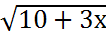 √(10 + 3x)